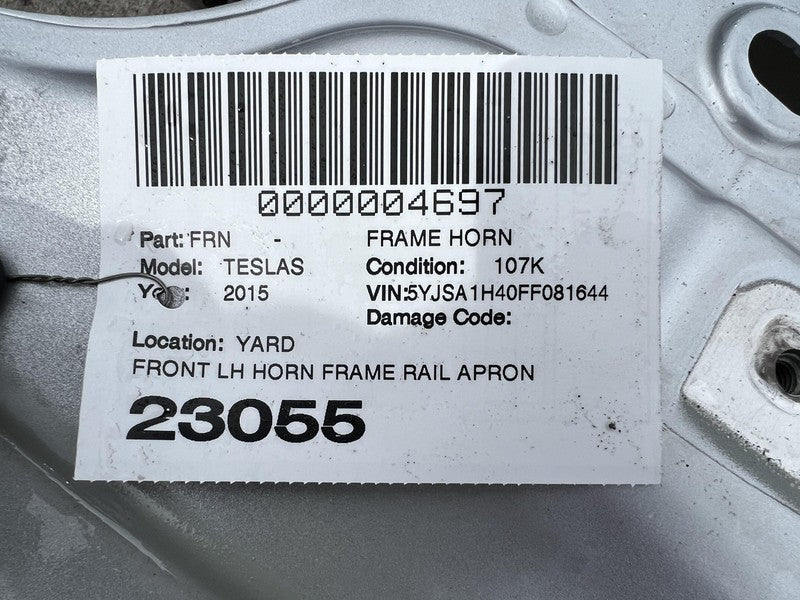 0000004697
Part: FRN - FRAME HORN
Model: TESLAS Condition: 107K
2015 VIN:5YJSA1H40FF081644
Damage Code:
Location: YARD
FRONT LH HORN FRAME RAIL APRON
23055